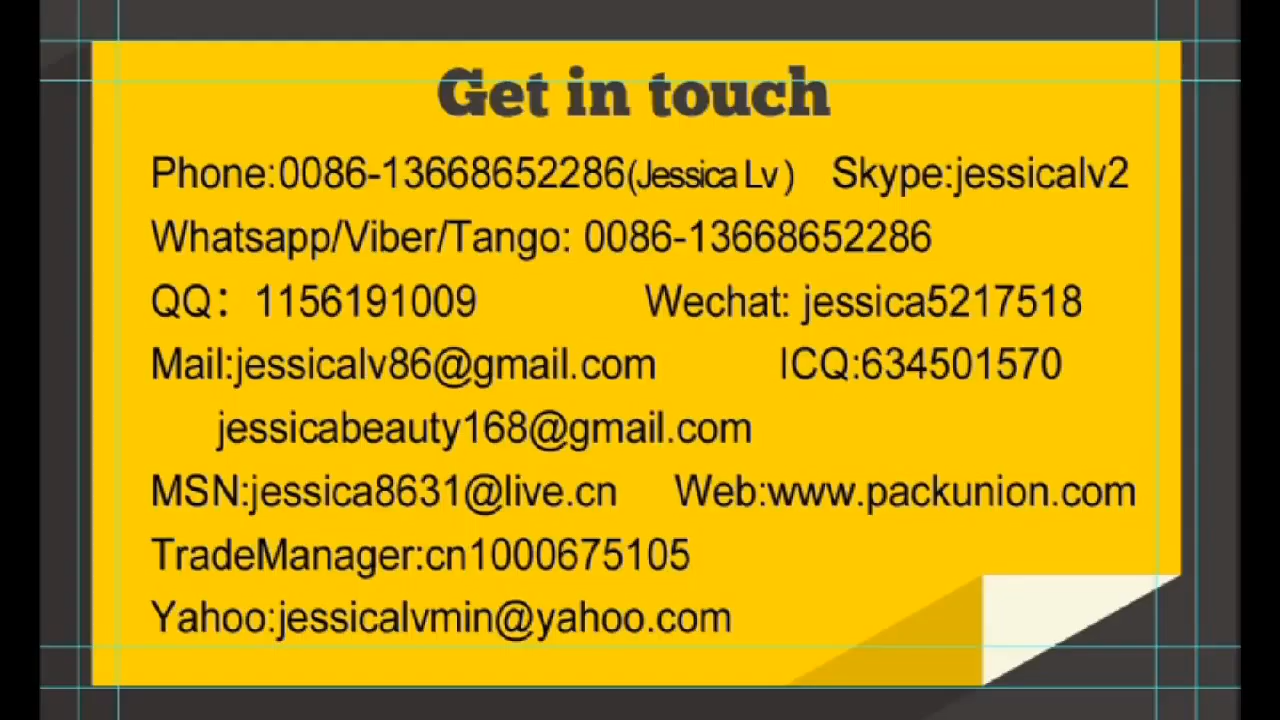 Get in touch
Phone:0086-13668652286(Jessica Lv ) Skype:jessicalv2
Whatsapp/Viber/Tango: 0086-13668652286
QQ：1156191009 Wechat: jessica5217518
Mail:jessicalv86@gmail.com ICQ:634501570
jessicabeauty168@gmail.com
MSN:jessica8631@live.cn Web:www.packunion.com
TradeManager:cn1000675105
Yahoo:jessicalvmin@yahoo.com